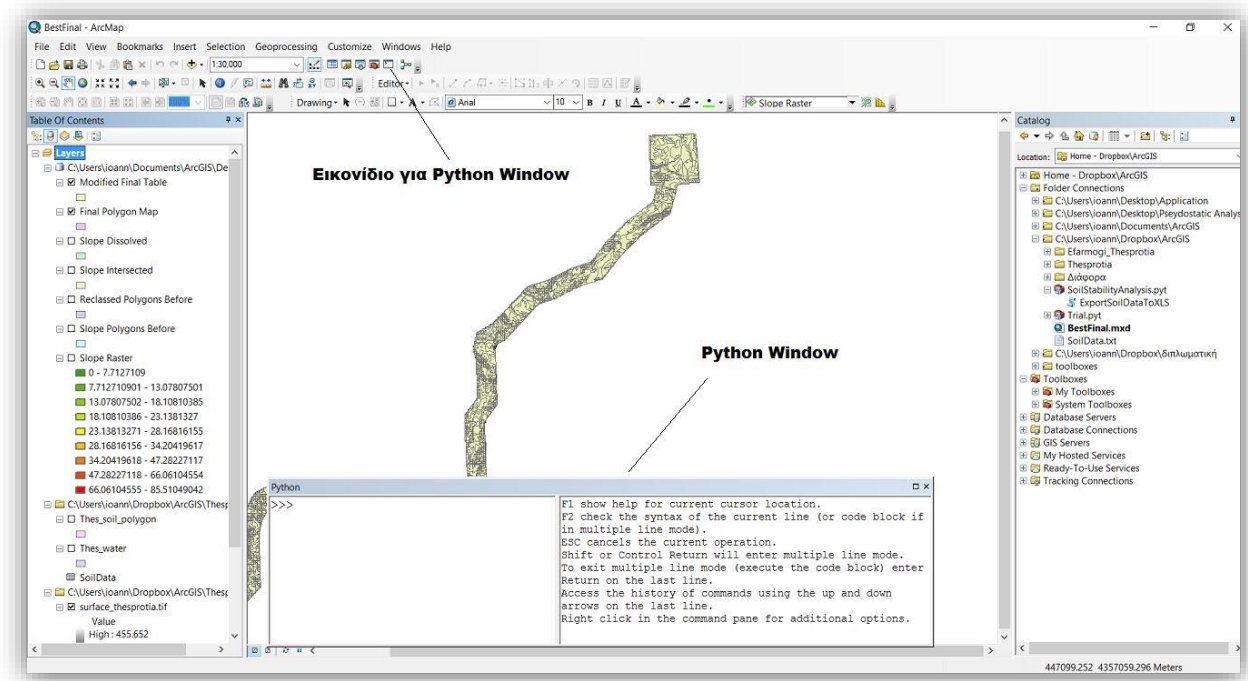 BestFinal - ArcMap
File Edit View Bookmarks Insert Selection Geoprocessing Customize Windows Help
1:30,000
Editor
100%
Drawing
Arial
10
B I U A
Slope Raster
Table Of Contents
Layers
C:\Users\ioann\Documents\ArcGIS\De
Modified Final Table
Final Polygon Map
Slope Dissolved
Slope Intersected
Reclassed Polygons Before
Slope Polygons Before
Slope Raster
0 - 7.7127109
7.712710901 - 13.07807501
13.07807502 - 18.10810385
18.10810386 - 23.1381327
23.13813271 - 28.16816155
28.16816156 - 34.20419617
34.20419618 - 47.28227117
47.28227118 - 66.06104554
66.06104555 - 85.51049042
C:\Users\ioann\Dropbox\ArcGIS\Thesp
Thes_soil_polygon
Thes_water
SoilData
C:\Users\ioann\Dropbox\ArcGIS\Thesp
surface_thesprotia.tif
Value
High : 455.652
Εικονίδιο για Python Window
Python Window
Python
>>>
F1 show help for current cursor location.
F2 check the syntax of the current line (or code block if
in multiple line mode).
ESC cancels the current operation.
Shift or Control Return will enter multiple line mode.
To exit multiple line mode (execute the code block) enter
Return on the last line.
Access the history of commands using the up and down
arrows on the last line.
Right click in the command pane for additional options.
Catalog
Location: Home - Dropbox\ArcGIS
Home - Dropbox\ArcGIS
Folder Connections
C:\Users\ioann\Desktop\Application
C:\Users\ioann\Desktop\Pseydostatic Analys
C:\Users\ioann\Documents\ArcGIS
C:\Users\ioann\Dropbox\ArcGIS
Efarmogi_Thesprotia
Thesprotia
Διάφορα
SoilStabilityAnalysis.pyt
ExportSoilDataToXLS
Trial.pyt
BestFinal.mxd
SoilData.txt
C:\Users\ioann\Dropbox\διπλωματική
toolboxes
Toolboxes
My Toolboxes
System Toolboxes
Database Servers
Database Connections
GIS Servers
My Hosted Services
Ready-To-Use Services
Tracking Connections
447099.252 4357059.296 Meters